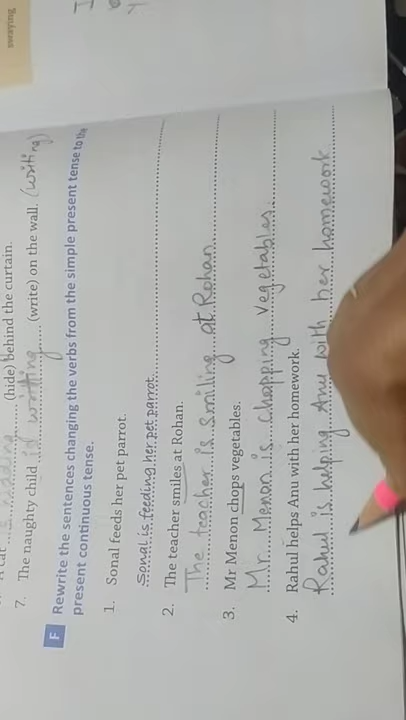 swaying
(hide) behind the curtain.
7. The naughty child is writing (write) on the wall. (writing)
F Rewrite the sentences changing the verbs from the simple present tense to the
present continuous tense.
1. Sonal feeds her pet parrot.
Sonal is feeding her pet parrot.
2. The teacher smiles at Rohan.
The teacher is smiling at Rohan
3. Mr Menon chops vegetables.
Mr. Menon is chopping vegetables.
4. Rahul helps Anu with her homework.
Rahul is helping Anu with her homework